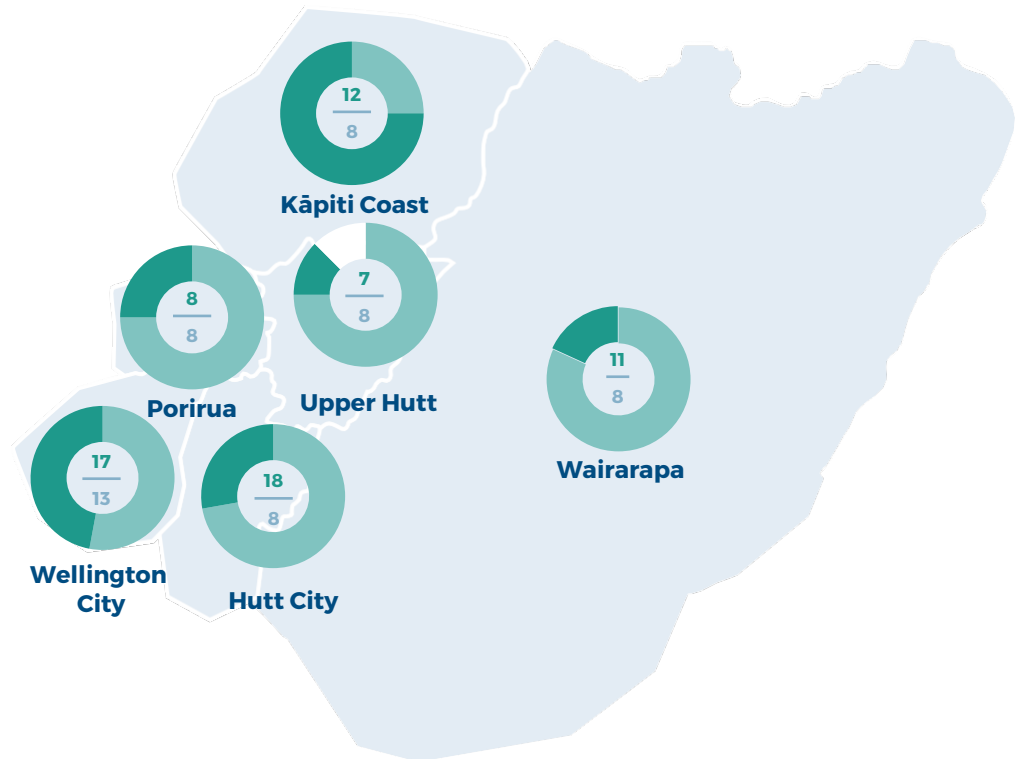 12
8
Kāpiti Coast
7
8
Upper Hutt
8
8
Porirua
11
8
Wairarapa
17
13
Wellington
City
18
8
Hutt City